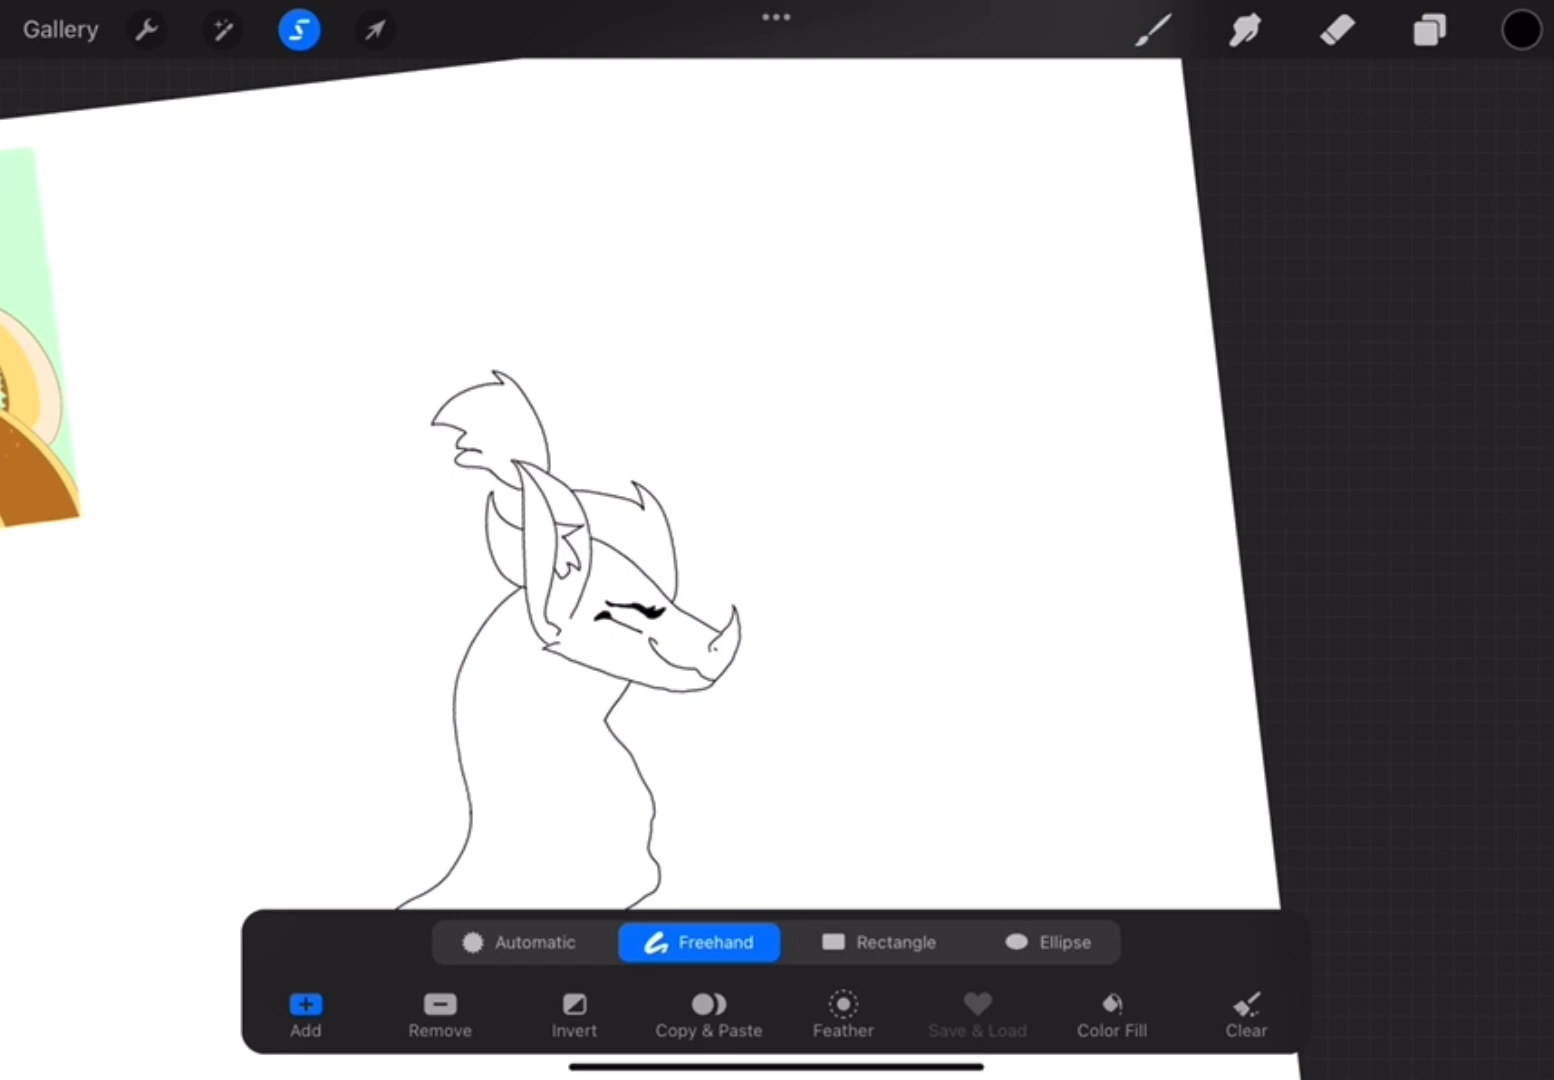 Gallery
Automatic
Freehand
Rectangle
Ellipse
Add
Remove
Invert
Copy & Paste
Feather
Save & Load
Color Fill
Clear